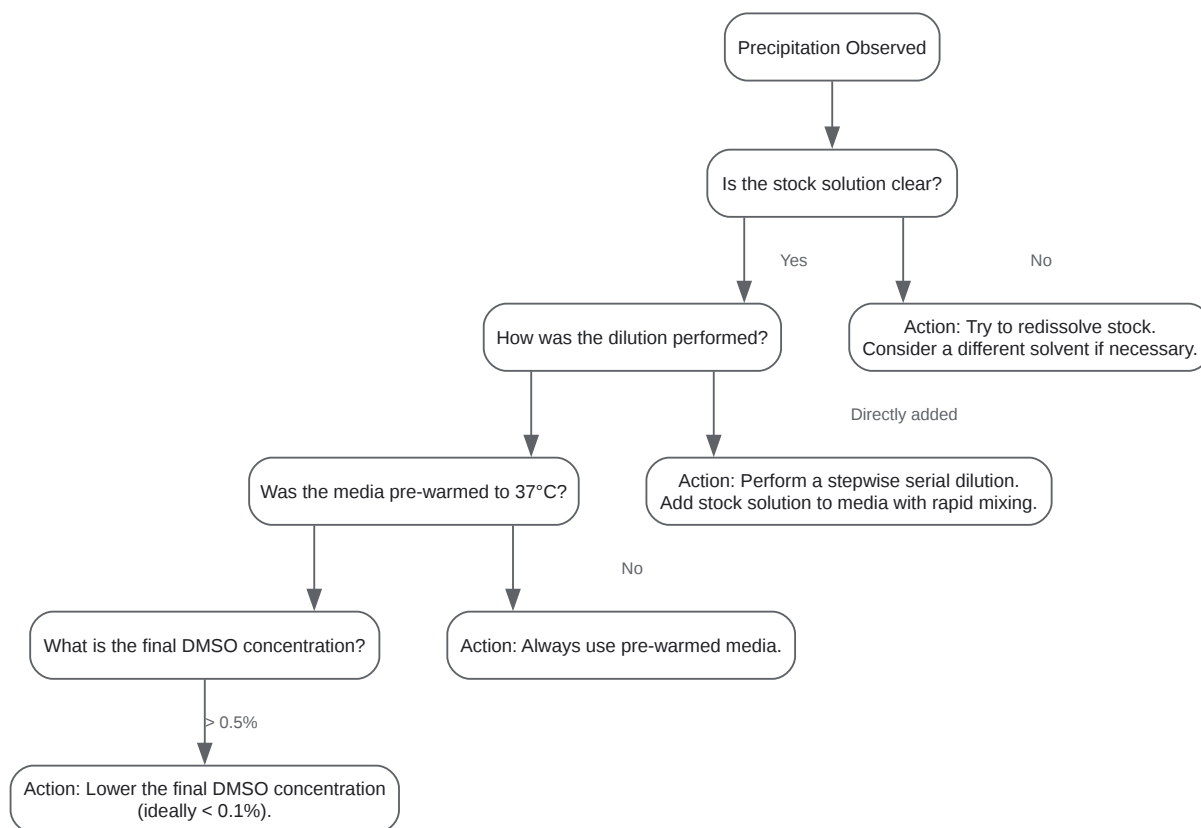 Precipitation Observed
Is the stock solution clear?
Yes
No
How was the dilution performed?
Action: Try to redissolve stock.
Consider a different solvent if necessary.
Directly added
Was the media pre-warmed to 37°C?
Action: Perform a stepwise serial dilution.
Add stock solution to media with rapid mixing.
No
What is the final DMSO concentration?
Action: Always use pre-warmed media.
> 0.5%
Action: Lower the final DMSO concentration
(ideally < 0.1%).